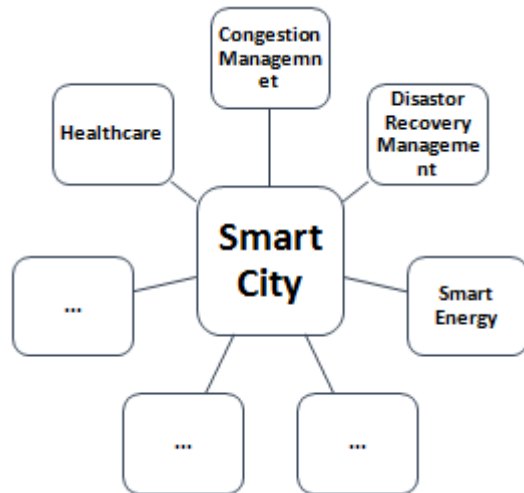 Congestion
Managemn
et
Healthcare
Disastor
Recovery
Manageme
nt
Smart
City
...
Smart
Energy
...
...